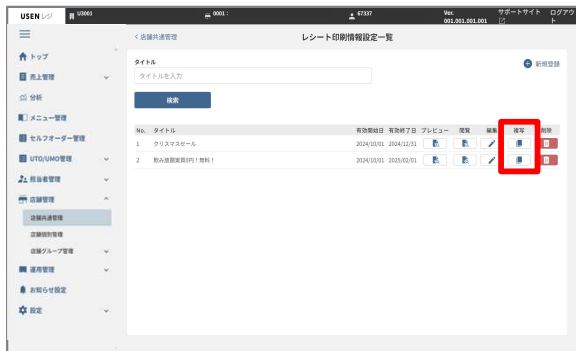 USEN レジ U3001 0001 : 67337 Ver. 001.001.001.001 サポートサイト ログアウト
< 店舗共通管理 レシート印刷情報設定一覧
トップ
売上管理
分析
メニュー管理
セルフオーダー管理
UTO/UMO管理
担当者管理
店舗管理
店舗共通管理
店舗個別管理
店舗グループ管理
運用管理
お知らせ設定
設定
タイトル
新規登録
タイトルを入力
検索
No. タイトル 有効開始日 有効終了日 プレビュー 閲覧 編集 複写 削除
1 クリスマスセール 2024/10/01 2024/12/31
2 飲み放題実質0円！無料！ 2024/10/01 2025/02/01